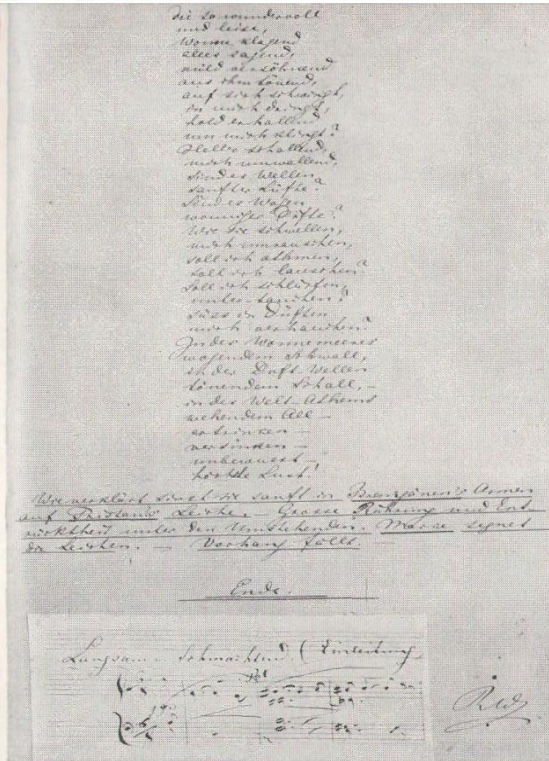 die so wundervoll
und leise,
Wonne klagend
alles sagend,
mild versöhnend
aus ihm tönend,
auf sich schwingt,
in mich dringt,
hold erhallend
um mich klingt?
Heller schallend,
mich umwallend,
sind es Wellen
sanfter Lüfte?
Sind es Wogen
wonniger Düfte?
Wie sie schwellen,
mich umrauschen,
soll ich athmen,
soll ich lauschen?
Soll ich schlürfen,
untertauchen?
Süss in Düften
mich verhauchen?
In des Wonnemeeres
wogendem Schwall,
in der Duft-Wellen
tönendem Schall, –
in des Welt-Athems
wehendem All –
ertrinken –
versinken –
unbewusst –
höchste Lust!
Wie verklärt sinkt sie sanft in Brangänen's Armen
auf Tristan's Leiche. – Grosse Rührung und Ent-
rücktheit unter den Umstehenden. Marke segnet
die Leichen. – Vorhang fällt.
Ende.
Langsam u. schmachtend. (Einleitung
RW